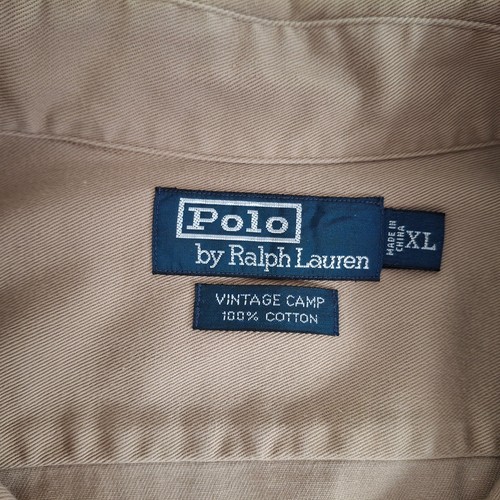 Polo
by Ralph Lauren
MADE IN
CHINA
XL
VINTAGE CAMP
100% COTTON